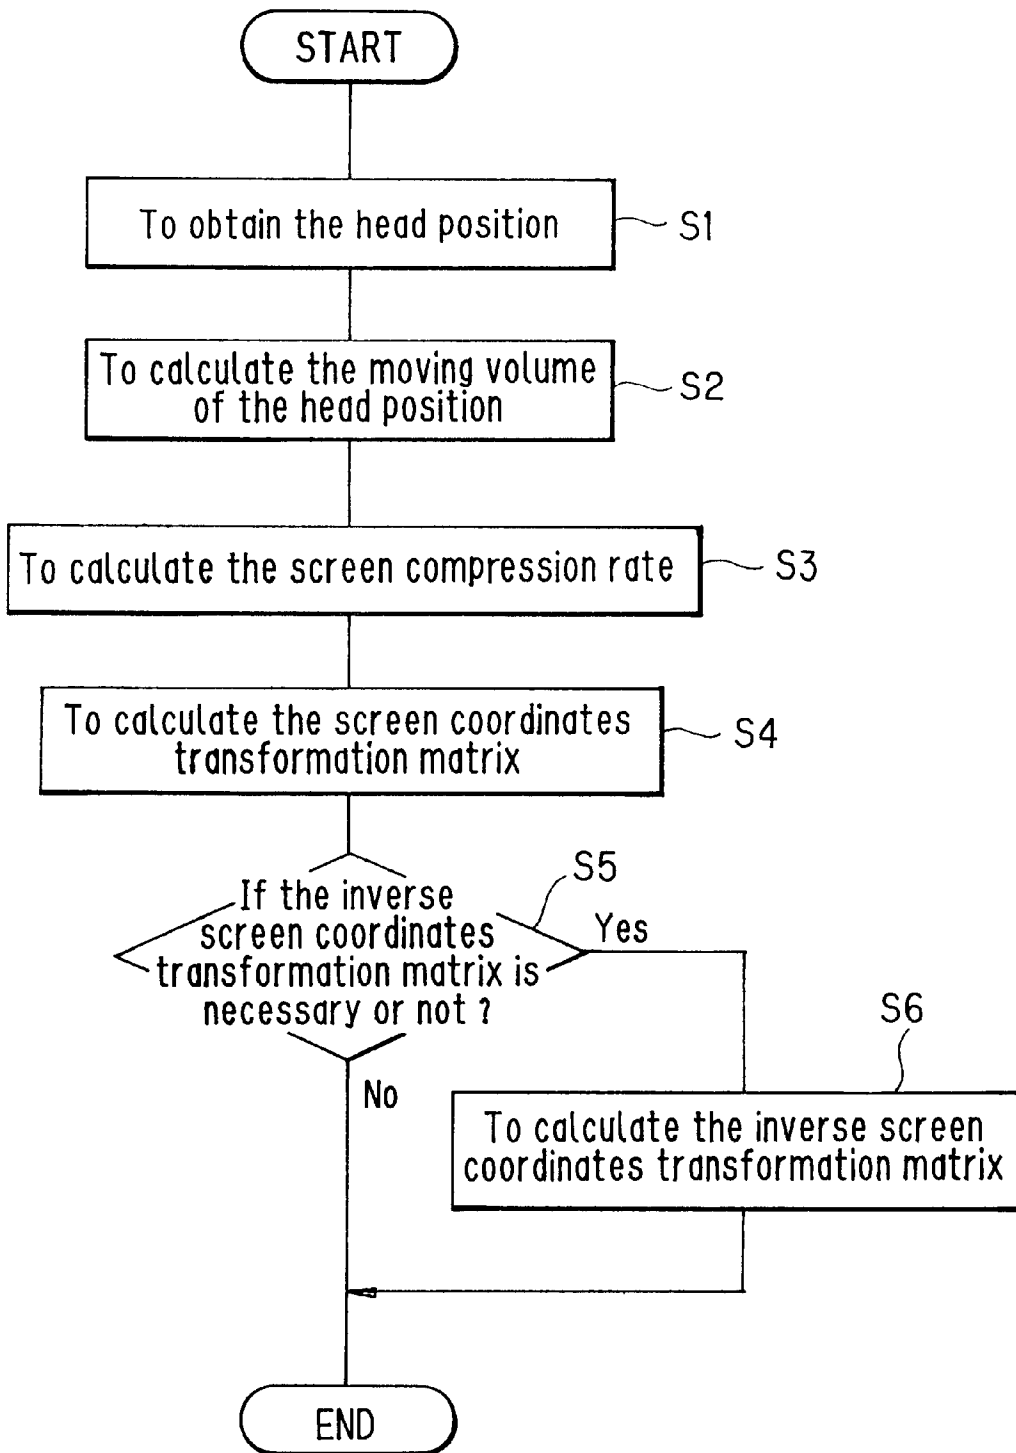 START
To obtain the head position
S1
To calculate the moving volume
of the head position
S2
To calculate the screen compression rate
S3
To calculate the screen coordinates
transformation matrix
S4
If the inverse
screen coordinates
transformation matrix is
necessary or not ?
S5
Yes
No
S6
To calculate the inverse screen
coordinates transformation matrix
END